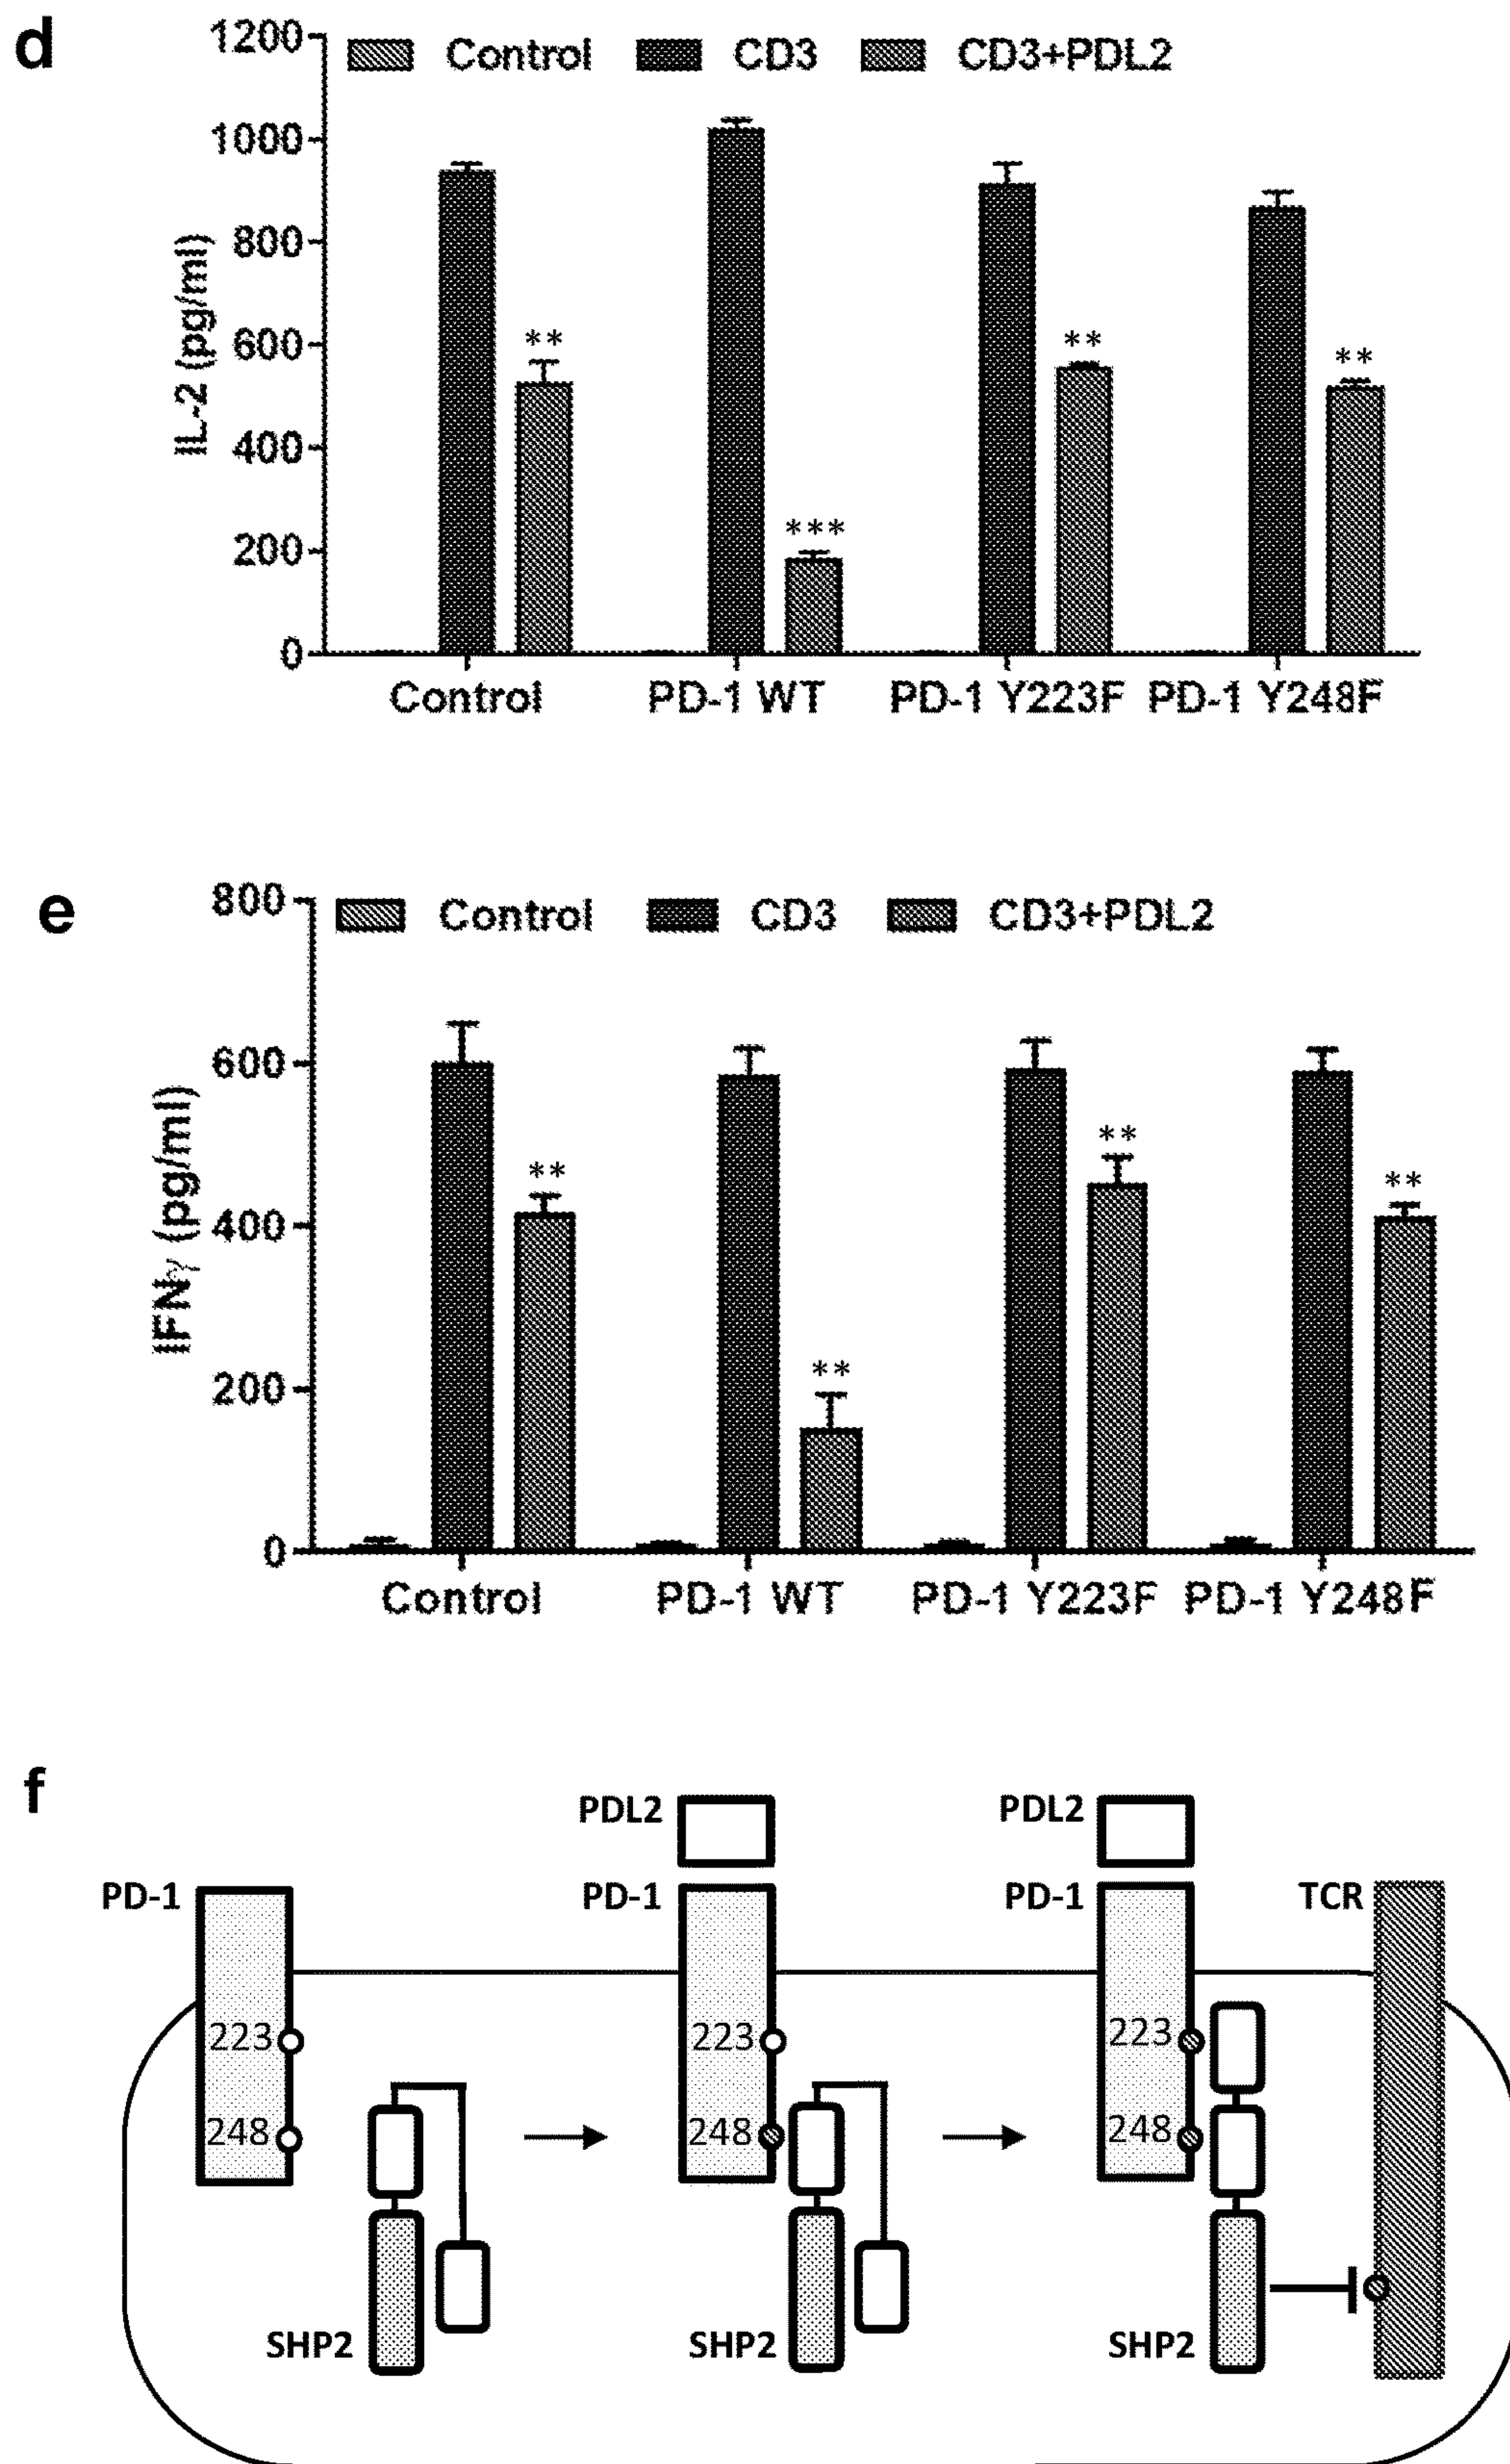 d
1200
Control CD3 CD3+PDL2
1000
800
600
400
200
0
IL-2 (pg/ml)
**
***
**
**
Control PD-1 WT PD-1 Y223F PD-1 Y248F
e
800
Control CD3 CD3+PDL2
600
400
200
0
IFNγ (pg/ml)
**
**
**
**
Control PD-1 WT PD-1 Y223F PD-1 Y248F
f
PDL2 PDL2
PD-1 PD-1 PD-1 TCR
223 223 223
248 248 248
SHP2 SHP2 SHP2